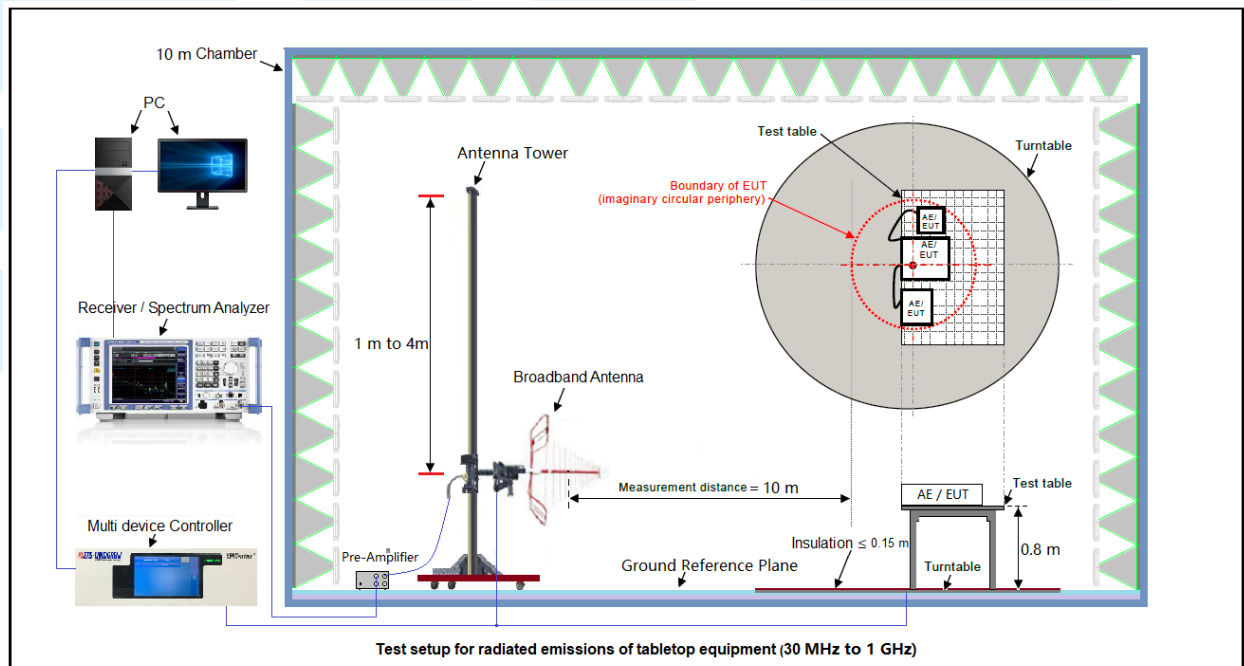 10 m Chamber
PC
Antenna Tower
Test table
Turntable
Boundary of EUT
(imaginary circular periphery)
AE/
EUT
AE/
EUT
AE/
EUT
Receiver / Spectrum Analyzer
1 m to 4m
Broadband Antenna
Measurement distance = 10 m
AE / EUT
Test table
Multi device Controller
Pre-Amplifier
Insulation ≤ 0.15 m
0.8 m
Ground Reference Plane
Turntable
Test setup for radiated emissions of tabletop equipment (30 MHz to 1 GHz)